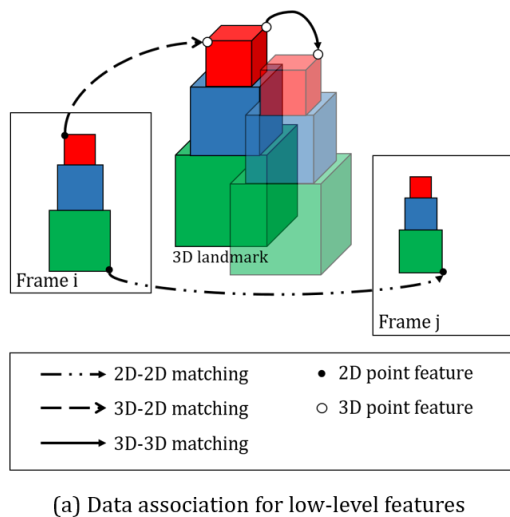 3D landmark
Frame i
Frame j
2D-2D matching
2D point feature
3D-2D matching
3D point feature
3D-3D matching
(a) Data association for low-level features